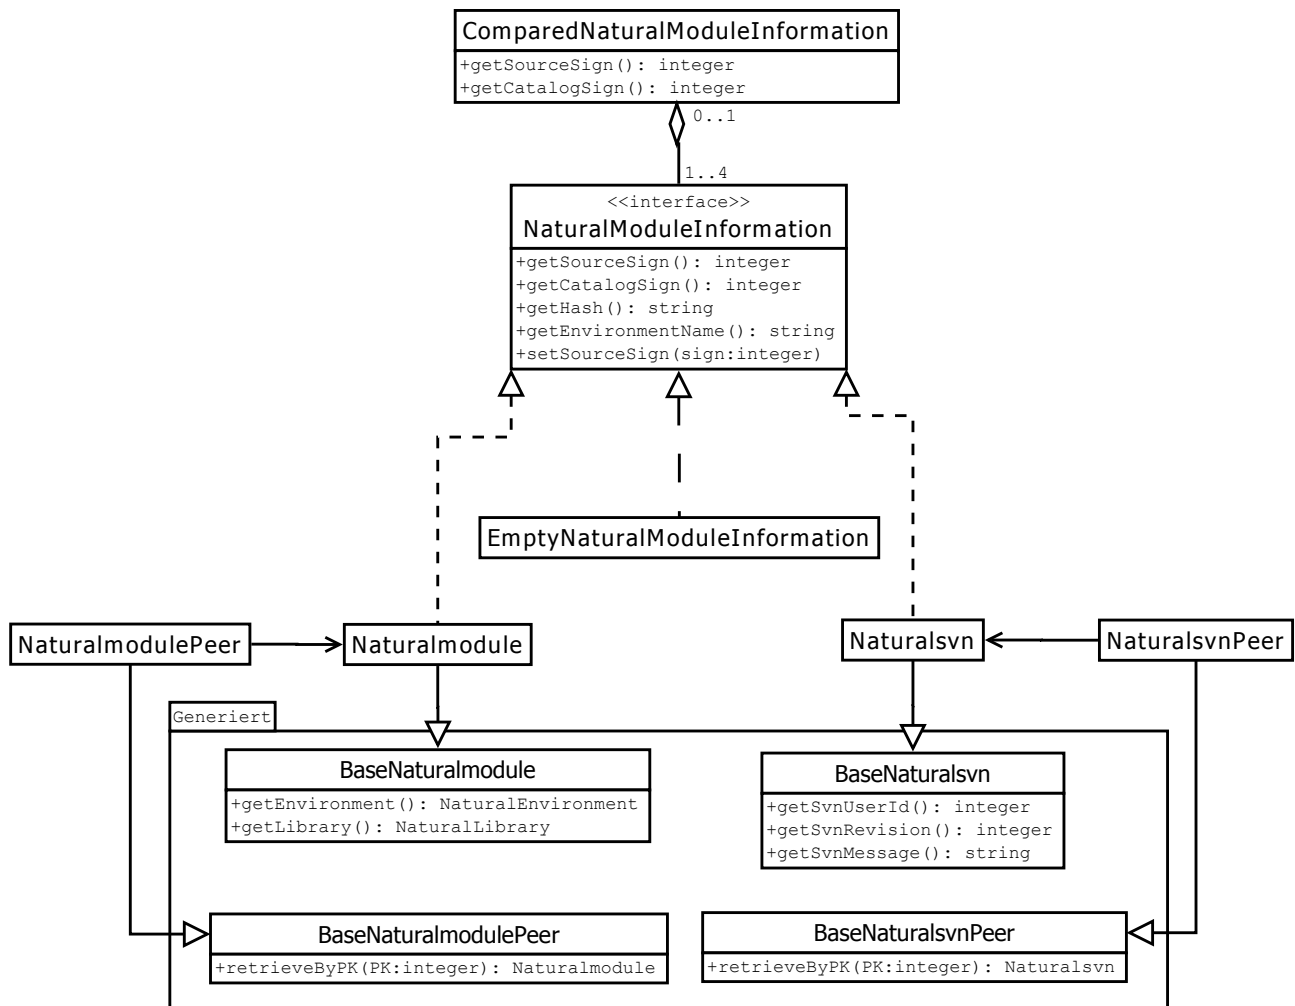 ComparedNaturalModuleInformation
+getSourceSign(): integer
+getCatalogSign(): integer
0..1
1..4
<<interface>>
NaturalModuleInformation
+getSourceSign(): integer
+getCatalogSign(): integer
+getHash(): string
+getEnvironmentName(): string
+setSourceSign(sign:integer)
EmptyNaturalModuleInformation
NaturalmodulePeer
Naturalmodule
Naturalsvn
NaturalsvnPeer
Generiert
BaseNaturalmodule
+getEnvironment(): NaturalEnvironment
+getLibrary(): NaturalLibrary
BaseNaturalsvn
+getSvnUserId(): integer
+getSvnRevision(): integer
+getSvnMessage(): string
BaseNaturalmodulePeer
+retrieveByPK(PK:integer): Naturalmodule
BaseNaturalsvnPeer
+retrieveByPK(PK:integer): Naturalsvn